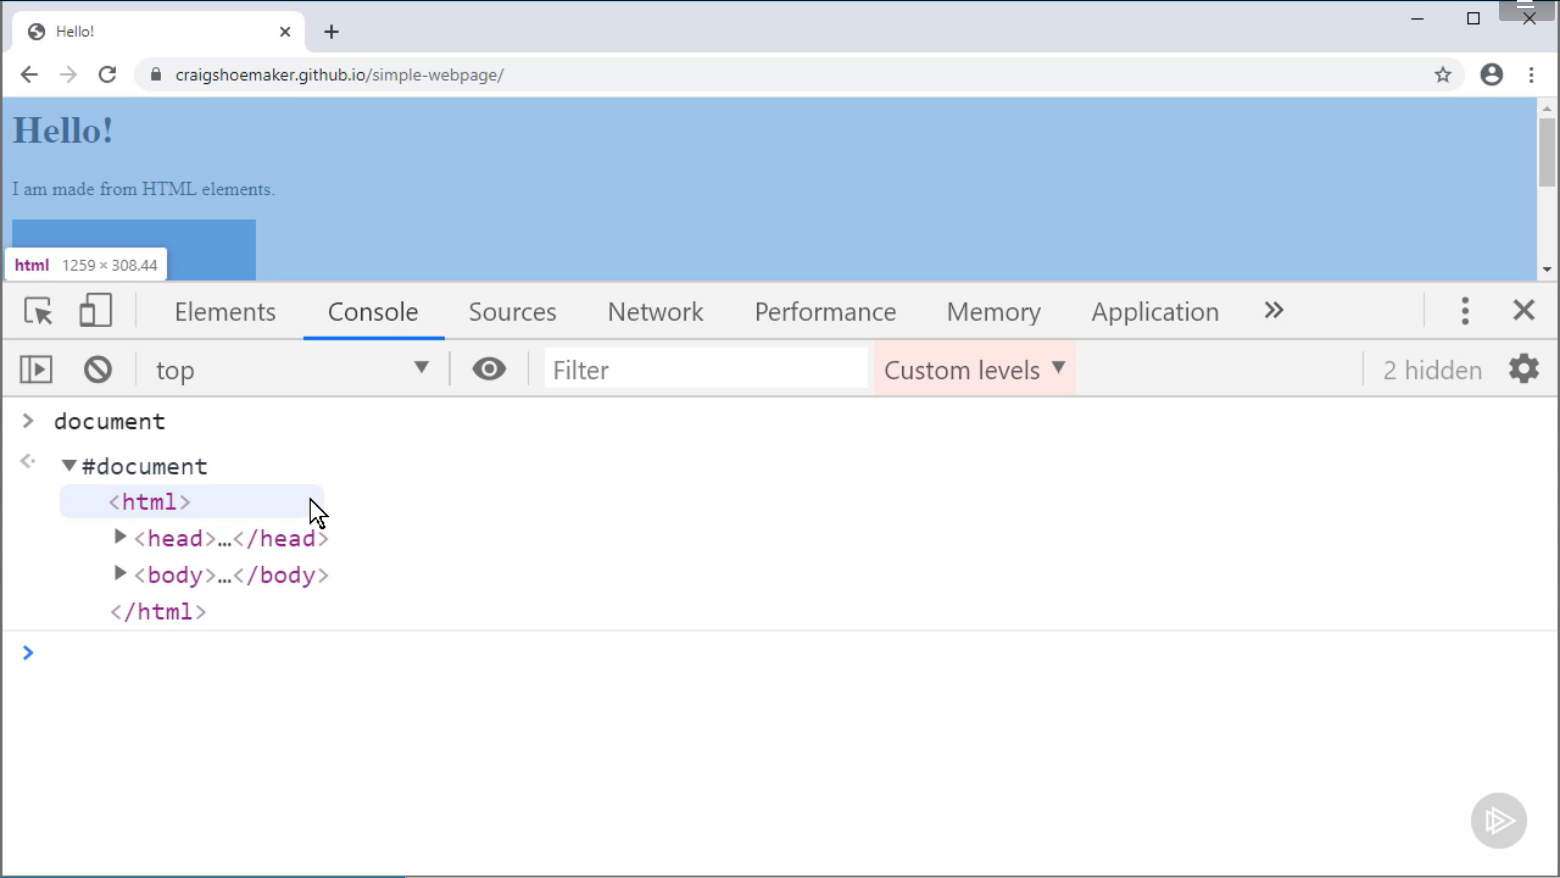 Hello!
craigshoemaker.github.io/simple-webpage/
Hello!
I am made from HTML elements.
html 1259 × 308.44
Elements Console Sources Network Performance Memory Application
top Filter Custom levels 2 hidden
document
#document
<html>
<head>…</head>
<body>…</body>
</html>